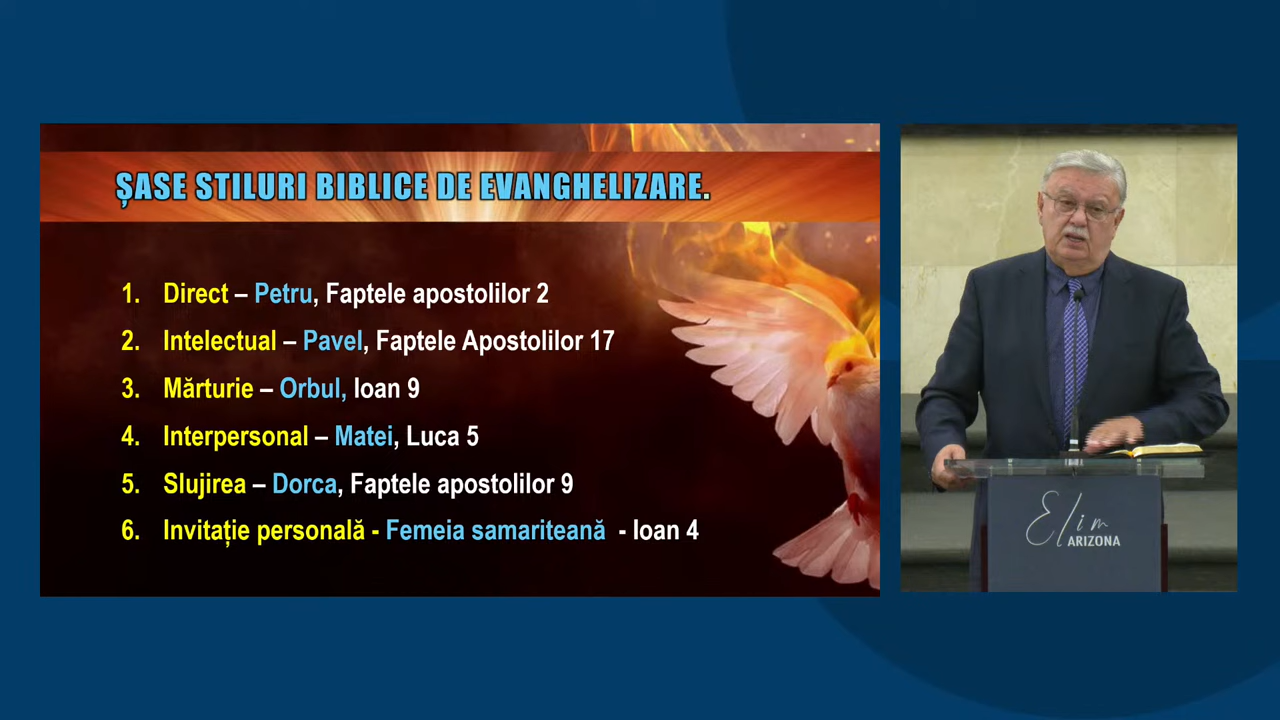 ȘASE STILURI BIBLICE DE EVANGHELIZARE.
1. Direct – Petru, Faptele apostolilor 2
2. Intelectual – Pavel, Faptele Apostolilor 17
3. Mărturie – Orbul, Ioan 9
4. Interpersonal – Matei, Luca 5
5. Slujirea – Dorca, Faptele apostolilor 9
6. Invitație personală - Femeia samariteană - Ioan 4
Elim
ARIZONA